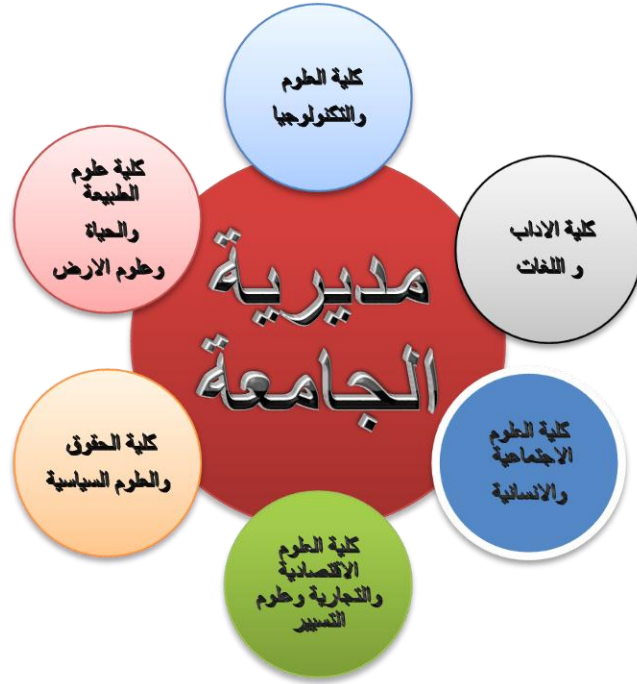 كلية العلوم
والتكنولوجيا
كلية علوم
الطبيعة
والحياة
وعلوم الارض
كلية الاداب
و اللغات
مديرية
الجامعة
كلية الحقوق
والعلوم السياسية
كلية العلوم
الاجتماعية
والانسانية
كلية العلوم
الاقتصادية
والتجارية وعلوم
التسيير